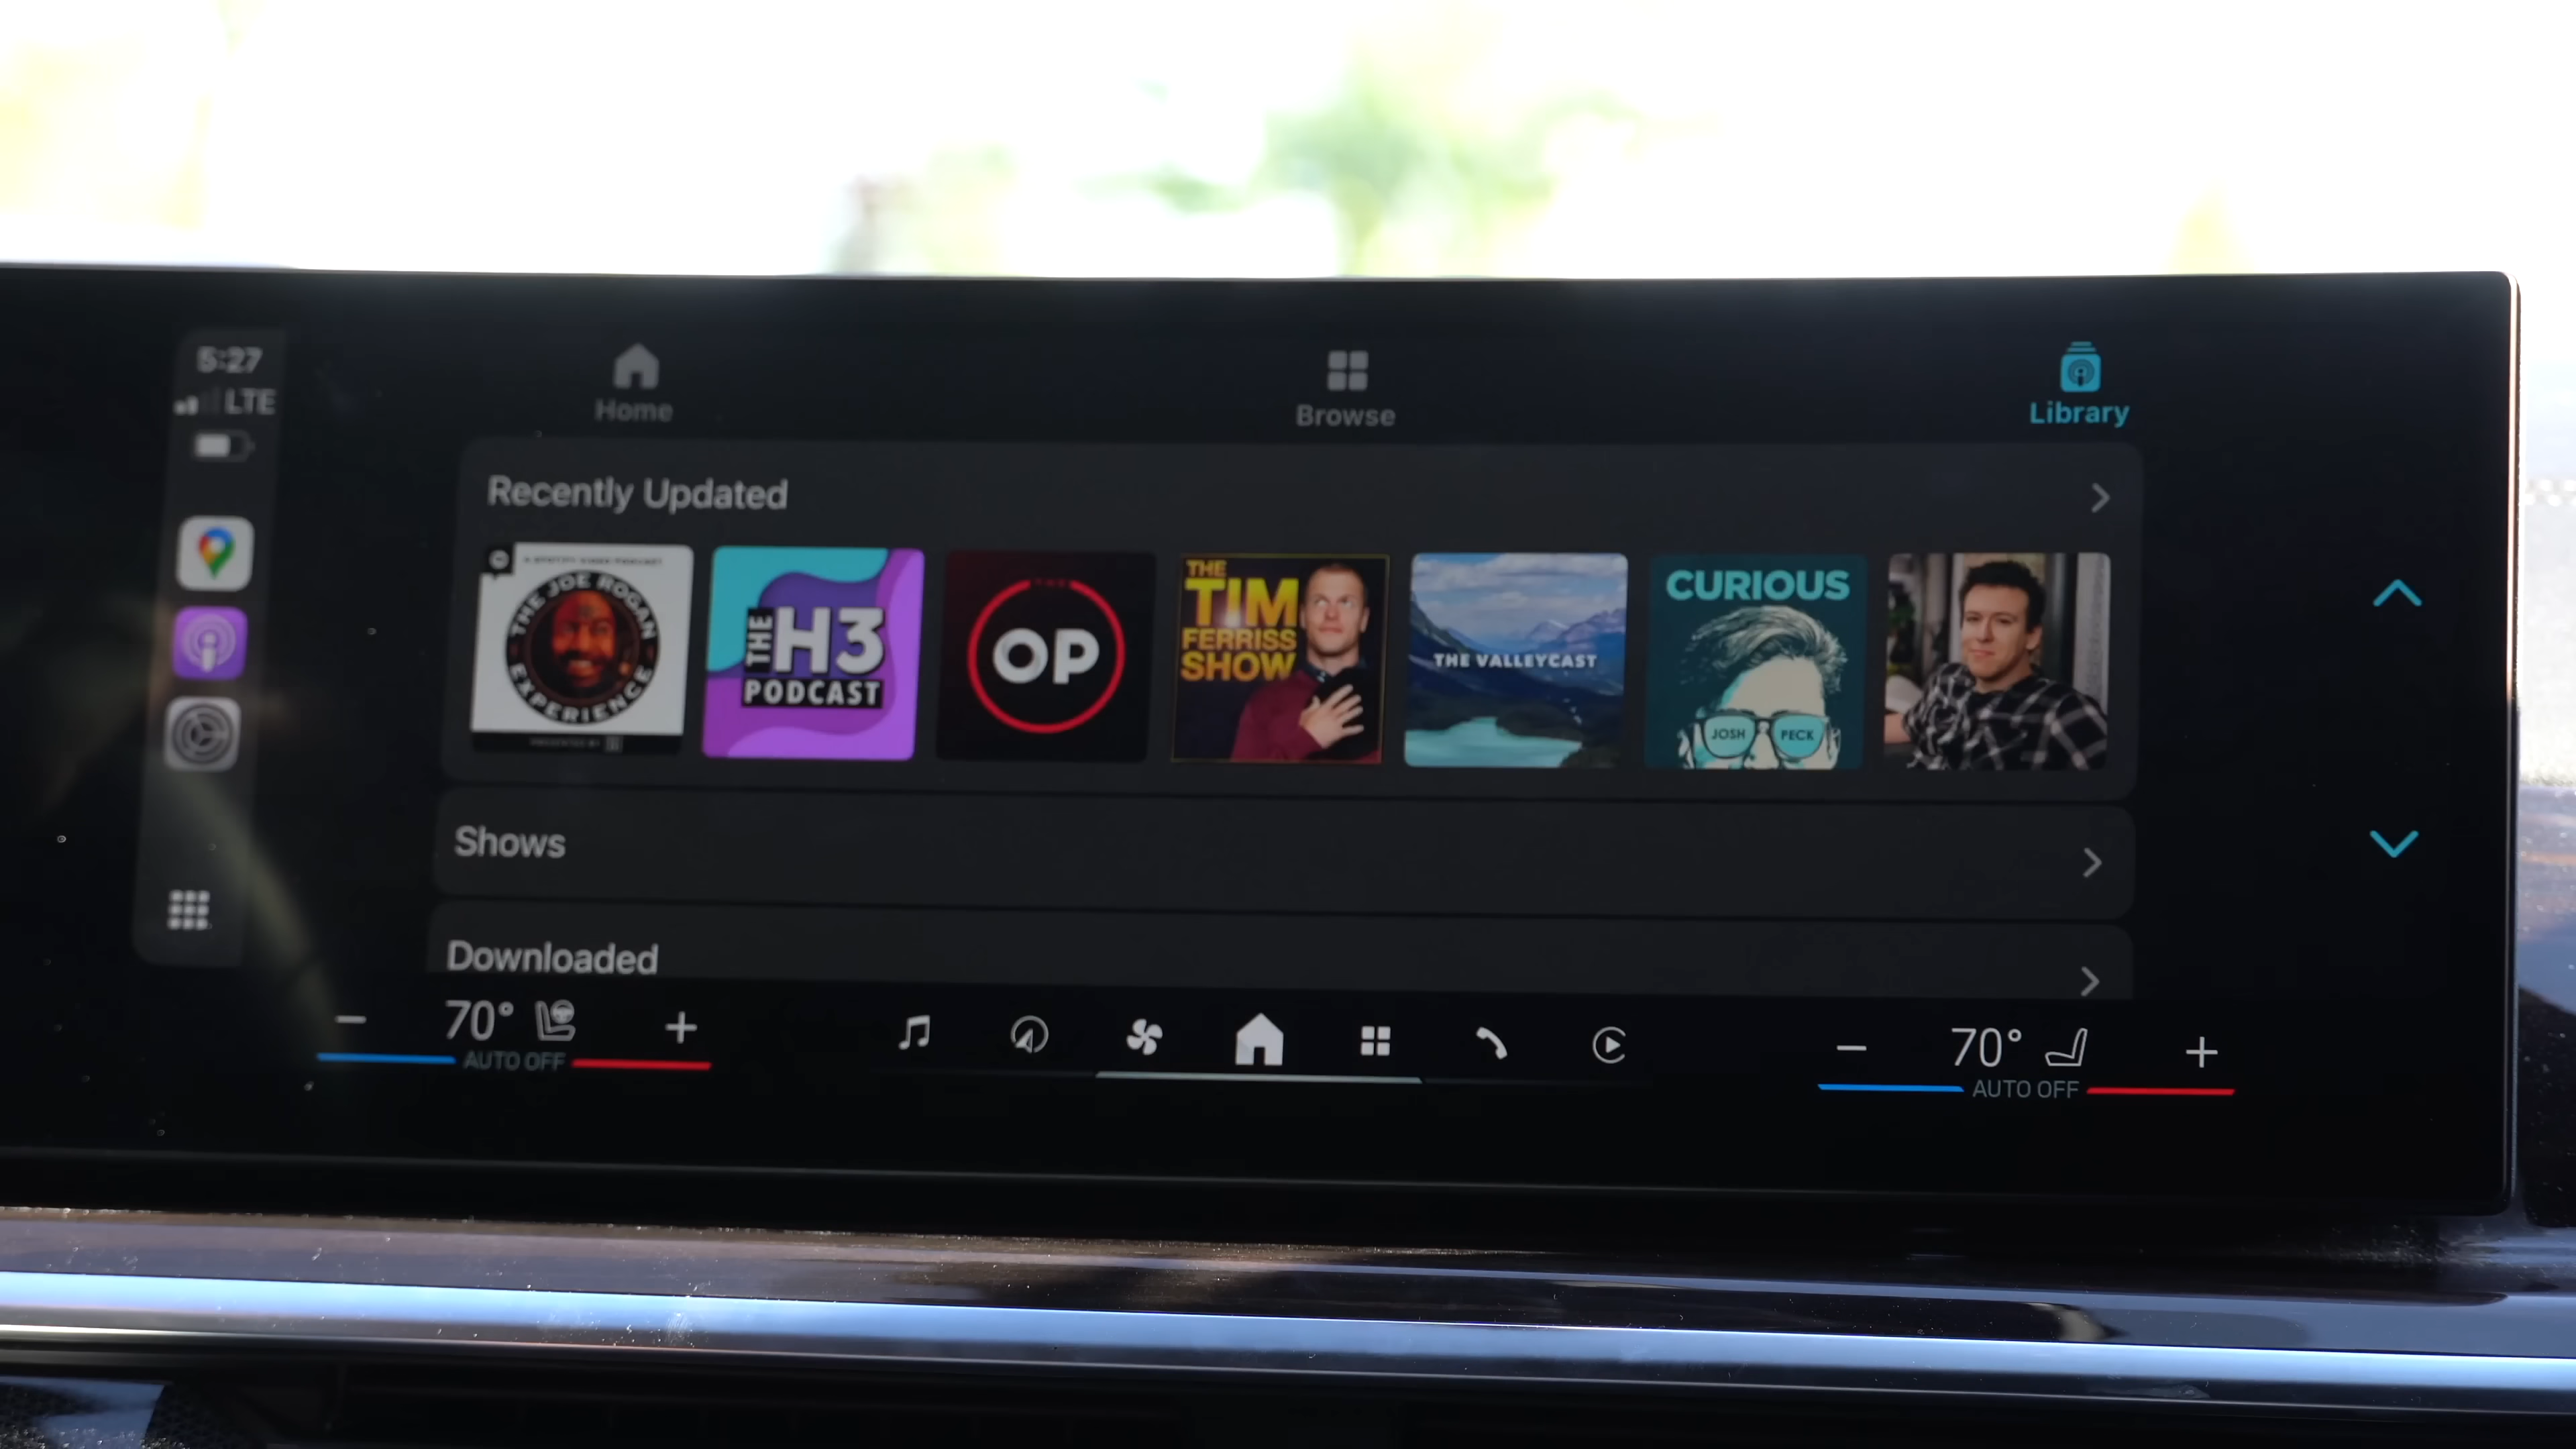 5:27
LTE
Home
Browse
Library
Recently Updated
THE JOE ROGAN
EXPERIENCE
THE
H3
PODCAST
OP
THE
TIM
FERRISS
SHOW
THE VALLEYCAST
CURIOUS
JOSH PECK
Shows
Downloaded
70°
AUTO OFF
70°
AUTO OFF